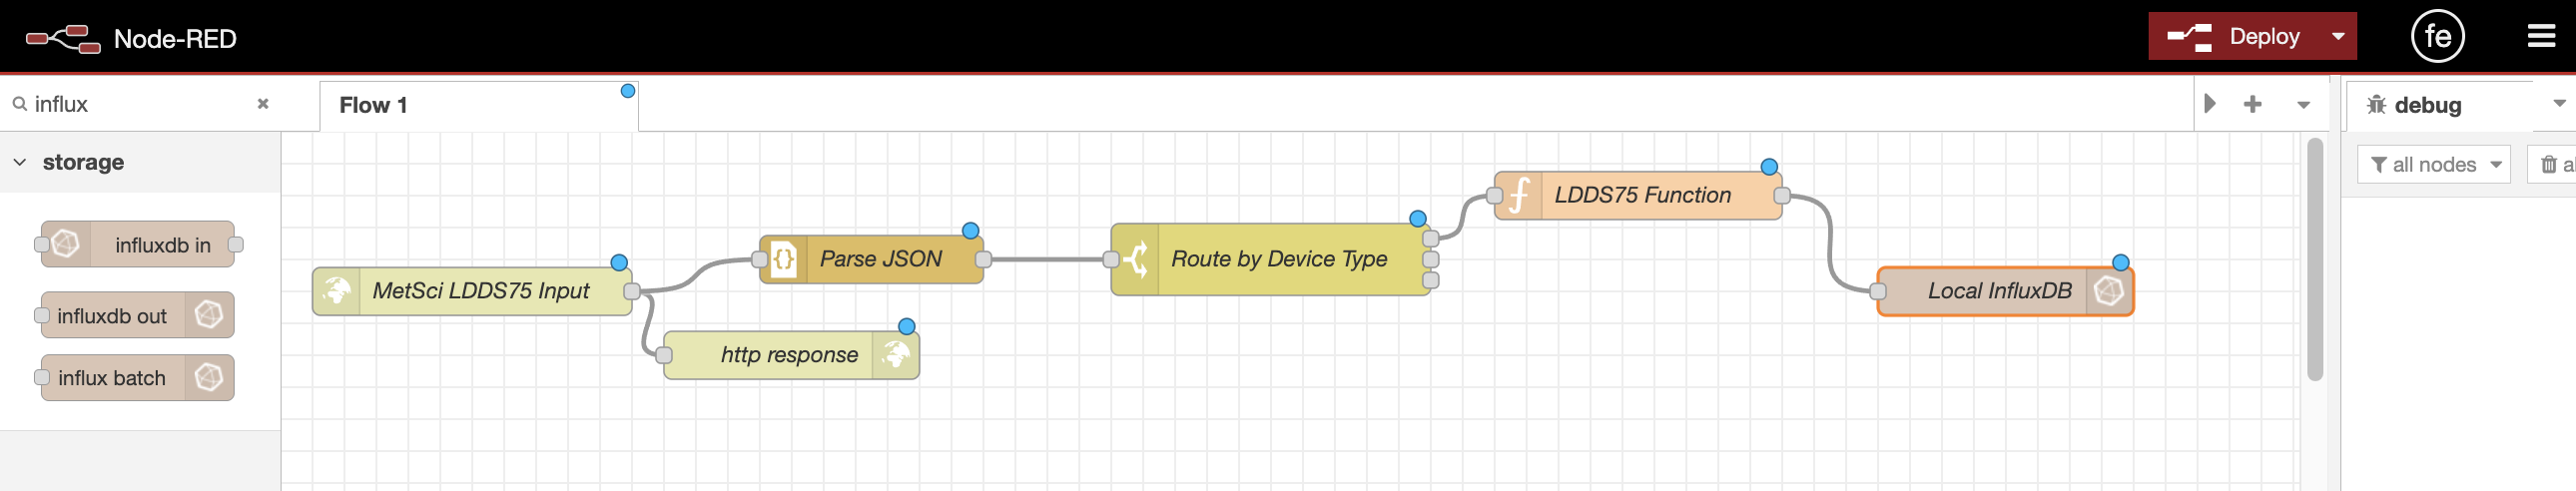 Node-RED
Deploy
fe
influx
Flow 1
debug
storage
all nodes
al
influxdb in
influxdb out
influx batch
MetSci LDDS75 Input
Parse JSON
{}
http response
Route by Device Type
LDDS75 Function
Local InfluxDB